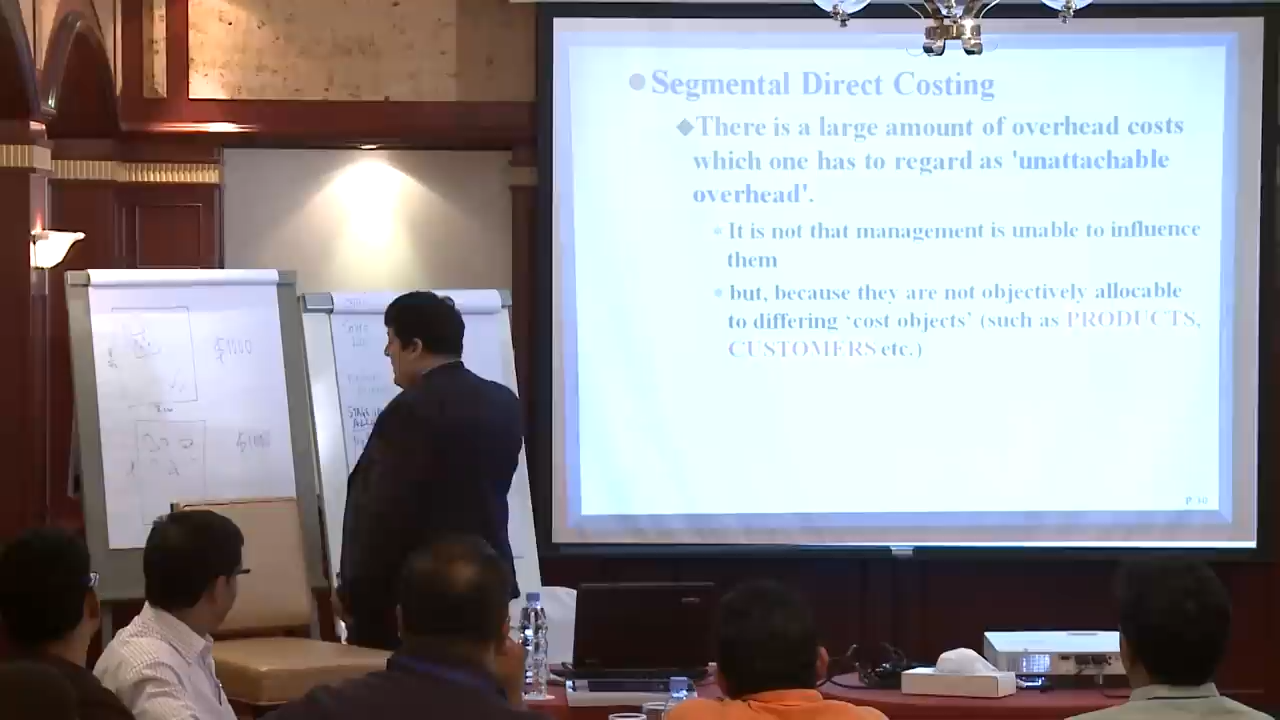 Segmental Direct Costing
There is a large amount of overhead costs
which one has to regard as 'unattachable
overhead'.
It is not that management is unable to influence
them
but, because they are not objectively allocable
to differing ‘cost objects’ (such as PRODUCTS,
CUSTOMERS etc.)
$1100
$1000